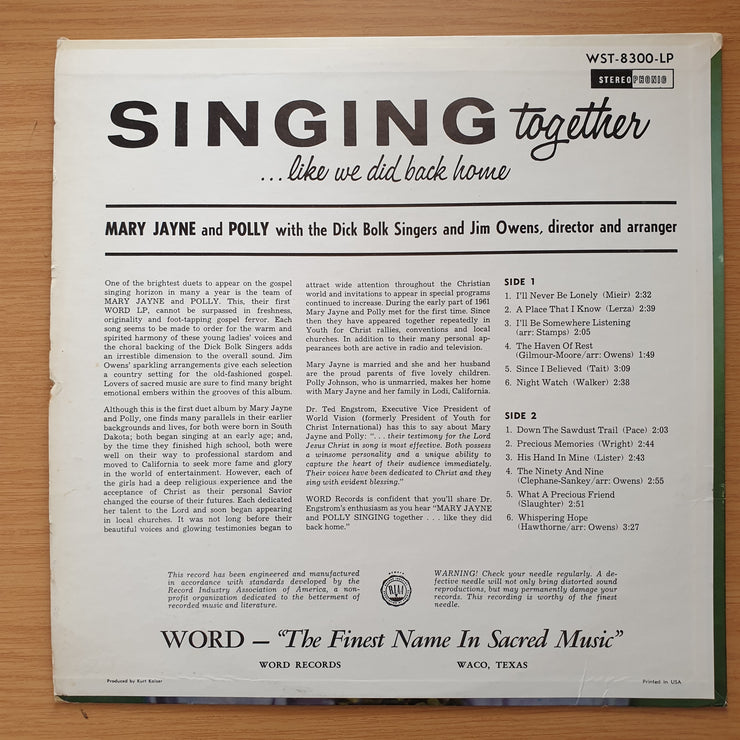 WST-8300-LP
STEREOPHONIC
SINGING together
...like we did back home
MARY JAYNE and POLLY with the Dick Bolk Singers and Jim Owens, director and arranger
One of the brightest duets to appear on the gospel
singing horizon in many a year is the team of
MARY JAYNE and POLLY. This, their first
WORD LP, cannot be surpassed in freshness,
originality and foot-tapping gospel fervor. Each
song seems to be made to order for the warm and
spirited harmony of these young ladies' voices and
the choral backing of the Dick Bolk Singers adds
an irresistible dimension to the overall sound. Jim
Owens' sparkling arrangements give each selection
a country setting for the old-fashioned gospel.
Lovers of sacred music are sure to find many bright
emotional embers within the grooves of this album.
Although this is the first duet album by Mary Jayne
and Polly, one finds many parallels in their earlier
backgrounds and lives, for both were born in South
Dakota; both began singing at an early age; and,
by the time they finished high school, both were
well on their way to professional stardom and
moved to California to seek more fame and glory
in the world of entertainment. However, each of
the girls had a deep religious experience and the
acceptance of Christ as their personal Savior
changed the course of their futures. Each dedicated
her talent to the Lord and soon began appearing
in local churches. It was not long before their
beautiful voices and glowing testimonies began to
attract wide attention throughout the Christian
world and invitations to appear in special programs
continued to increase. During the early part of 1961
Mary Jayne and Polly met for the first time. Since
then they have appeared together repeatedly in
Youth for Christ rallies, conventions and local
churches. In addition to their many personal ap-
pearances both are active in radio and television.
Mary Jayne is married and she and her husband
are the proud parents of five lovely children.
Polly Johnson, who is unmarried, makes her home
with Mary Jayne and her family in Lodi, California.
Dr. Ted Engstrom, Executive Vice President of
World Vision (formerly President of Youth for
Christ International) has this to say about Mary
Jayne and Polly: "... their testimony for the Lord
Jesus Christ in song is most effective. Both possess
a winsome personality and a unique ability to
capture the heart of their audience immediately.
Their voices have been dedicated to Christ and they
sing with evident blessing."
WORD Records is confident that you'll share Dr.
Engstrom's enthusiasm as you hear "MARY JAYNE
and POLLY SINGING together . . . like they did
back home."
SIDE 1
1. I'll Never Be Lonely (Mieir) 2:32
2. A Place That I Know (Lerza) 2:39
3. I'll Be Somewhere Listening
(arr: Stamps) 2:05
4. The Haven Of Rest
(Gilmour-Moore/arr: Owens) 1:49
5. Since I Believed (Tait) 3:09
6. Night Watch (Walker) 2:38
SIDE 2
1. Down The Sawdust Trail (Pace) 2:03
2. Precious Memories (Wright) 2:44
3. His Hand In Mine (Lister) 2:43
4. The Ninety And Nine
(Clephane-Sankey/arr: Owens) 2:55
5. What A Precious Friend
(Slaughter) 2:51
6. Whispering Hope
(Hawthorne/arr: Owens) 3:27
This record has been engineered and manufactured
in accordance with standards developed by the
Record Industry Association of America, a non-
profit organization dedicated to the betterment of
recorded music and literature.
WARNING! Check your needle regularly. A de-
fective needle will not only bring distorted sound
reproductions, but may permanently damage your
records. This recording is worthy of the finest
needle.
WORD — "The Finest Name In Sacred Music"
WORD RECORDS WACO, TEXAS
Produced by Kurt Kaiser
Printed in USA